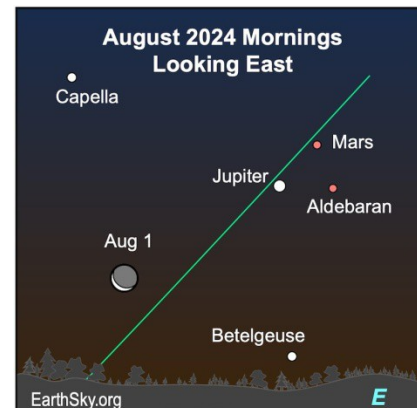 August 2024 Mornings
Looking East
Capella
Mars
Jupiter
Aldebaran
Aug 1
Betelgeuse
EarthSky.org
E